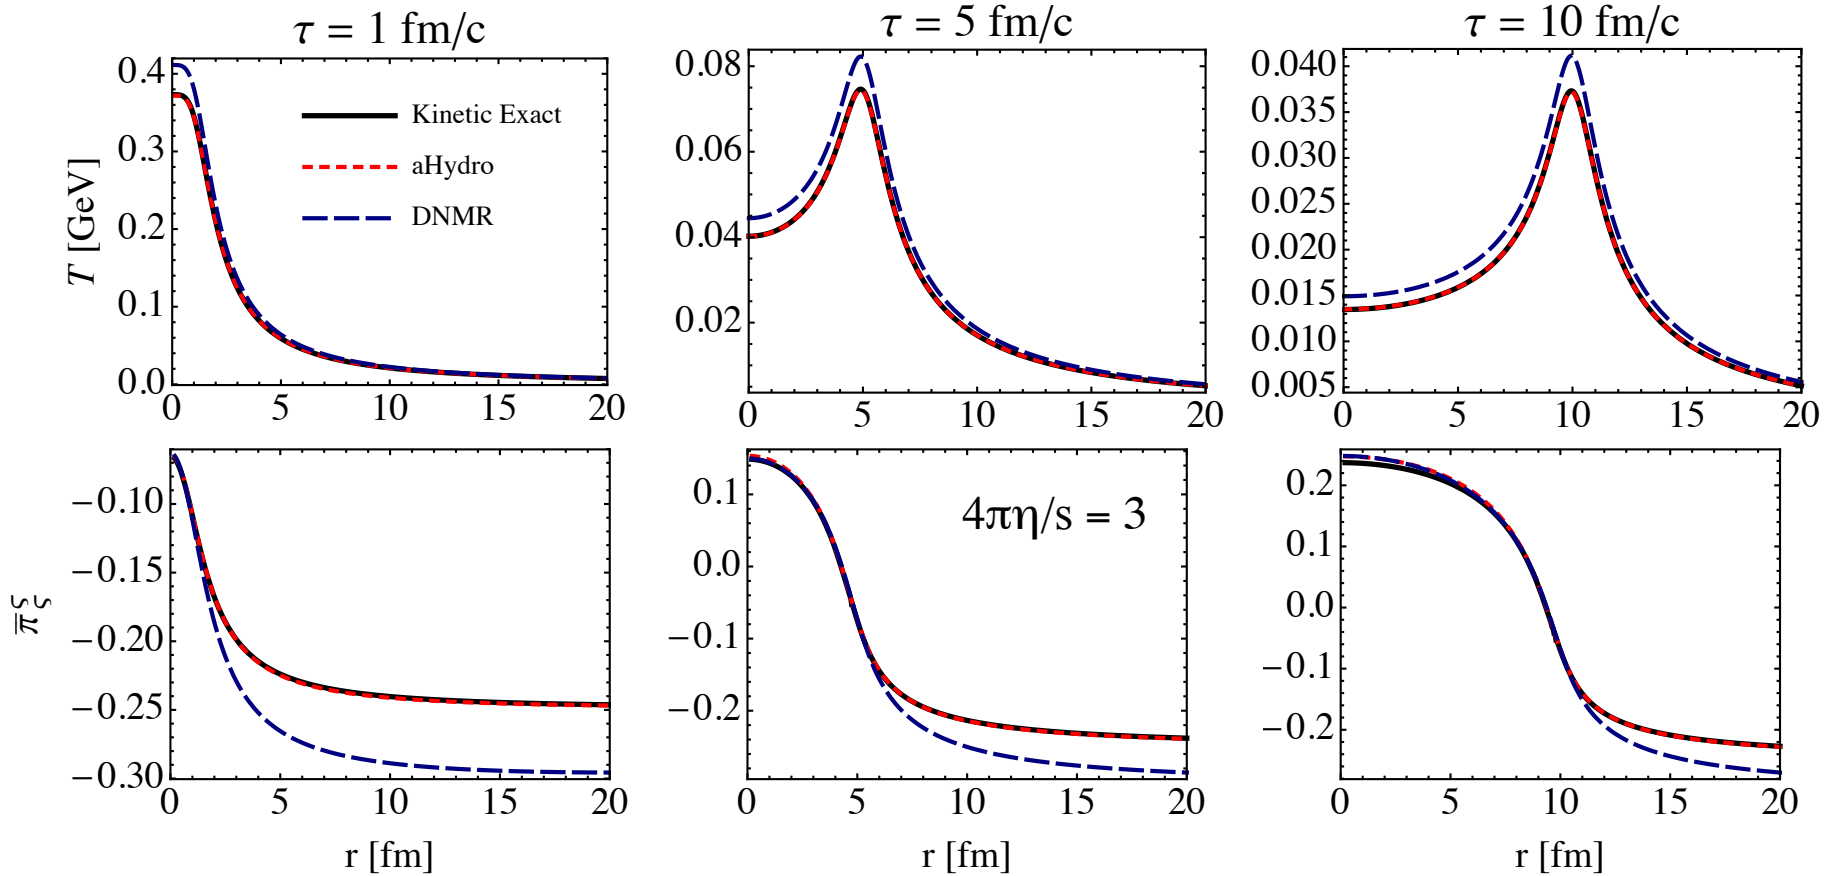 τ = 1 fm/c
τ = 5 fm/c
τ = 10 fm/c
T [GeV]
0.4
0.3
0.2
0.1
0.0
0 5 10 15 20
Kinetic Exact
aHydro
DNMR
0.08
0.06
0.04
0.02
0 5 10 15 20
0.040
0.035
0.030
0.025
0.020
0.015
0.010
0.005
0 5 10 15 20
π̅^ς_ς
−0.10
−0.15
−0.20
−0.25
−0.30
0 5 10 15 20
r [fm]
0.1
0.0
−0.1
−0.2
4πη/s = 3
0 5 10 15 20
r [fm]
0.2
0.1
0.0
−0.1
−0.2
0 5 10 15 20
r [fm]